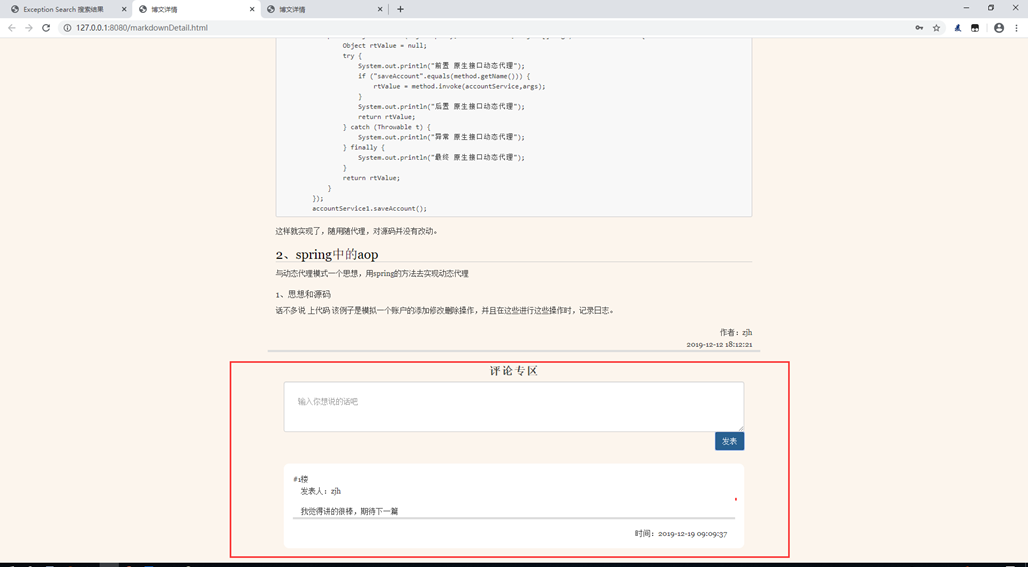 Exception Search 搜索结果
博文详情
博文详情
127.0.0.1:8080/markdownDetail.html
Object rtValue = null;
try {
System.out.println("前置 原生接口动态代理");
if ("saveAccount".equals(method.getName())) {
rtValue = method.invoke(accountService,args);
}
System.out.println("后置 原生接口动态代理");
return rtValue;
} catch (Throwable t) {
System.out.println("异常 原生接口动态代理");
} finally {
System.out.println("最终 原生接口动态代理");
}
return rtValue;
}
});
accountService1.saveAccount();
这样就实现了，随用随代理，对源码并没有改动。
2、spring中的aop
与动态代理模式一个思想，用spring的方法去实现动态代理
1、思想和源码
话不多说 上代码 该例子是模拟一个账户的添加修改删除操作，并且在这些进行这些操作时，记录日志。
作者：zjh
2019-12-12 18:12:21
评论专区
输入你想说的话吧
发表
#1楼
发表人：zjh
我觉得讲的很棒，期待下一篇
时间：2019-12-19 09:09:37